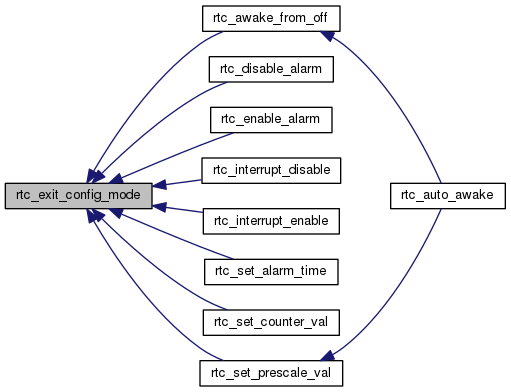 rtc_awake_from_off
rtc_disable_alarm
rtc_enable_alarm
rtc_interrupt_disable
rtc_exit_config_mode
rtc_auto_awake
rtc_interrupt_enable
rtc_set_alarm_time
rtc_set_counter_val
rtc_set_prescale_val